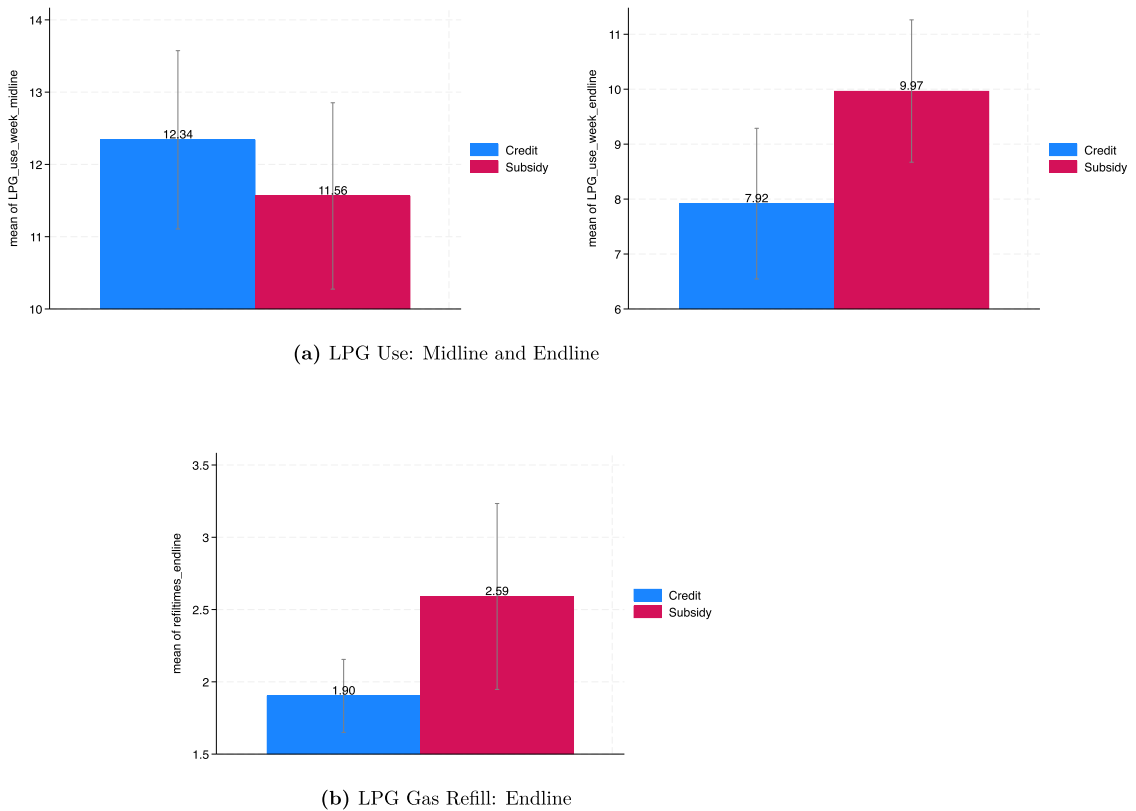 mean of LPG_use_week_midline
14
13
12
11
10
12.34
11.56
Credit
Subsidy
mean of LPG_use_week_endline
11
10
9
8
7
6
7.92
9.97
Credit
Subsidy
(a) LPG Use: Midline and Endline
mean of refiltimes_endline
3.5
3
2.5
2
1.5
1.90
2.59
Credit
Subsidy
(b) LPG Gas Refill: Endline